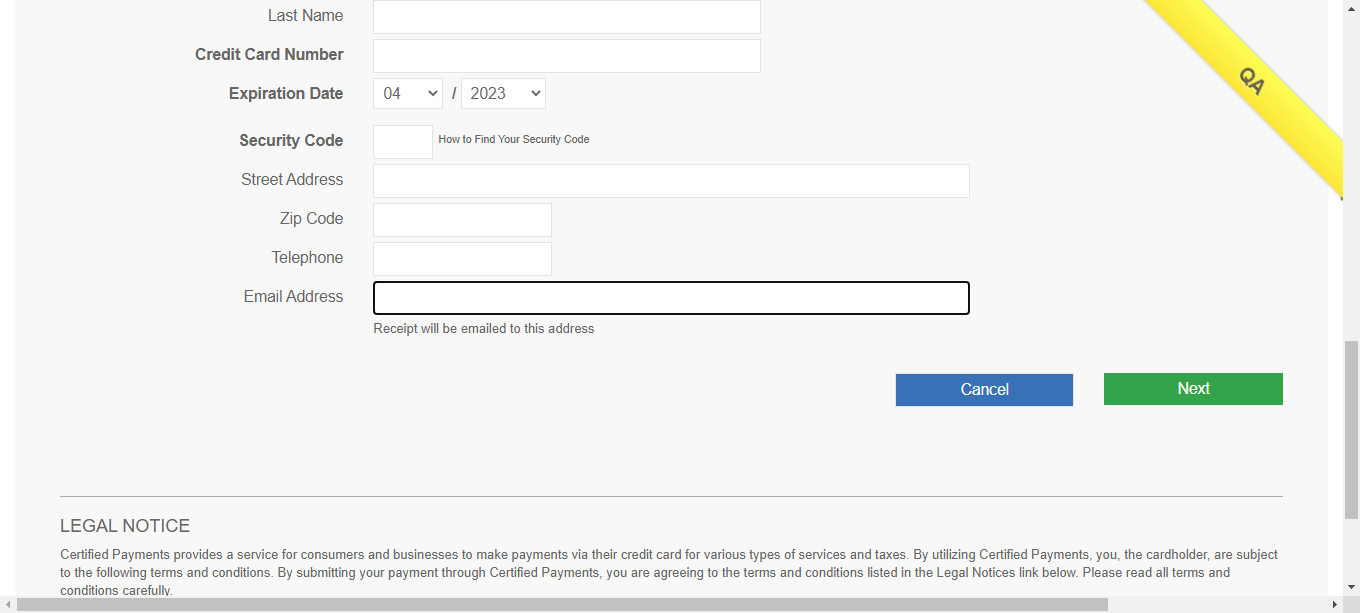 Last Name
Credit Card Number
Expiration Date 04 / 2023
Security Code How to Find Your Security Code
Street Address
Zip Code
Telephone
Email Address
Receipt will be emailed to this address
Cancel Next
QA
LEGAL NOTICE
Certified Payments provides a service for consumers and businesses to make payments via their credit card for various types of services and taxes. By utilizing Certified Payments, you, the cardholder, are subject
to the following terms and conditions. By submitting your payment through Certified Payments, you are agreeing to the terms and conditions listed in the Legal Notices link below. Please read all terms and
conditions carefully.